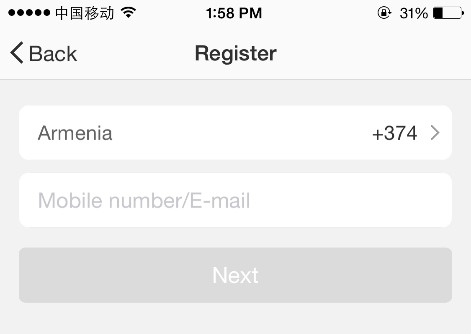 中国移动 1:58 PM 31%
Back Register
Armenia +374
Mobile number/E-mail
Next